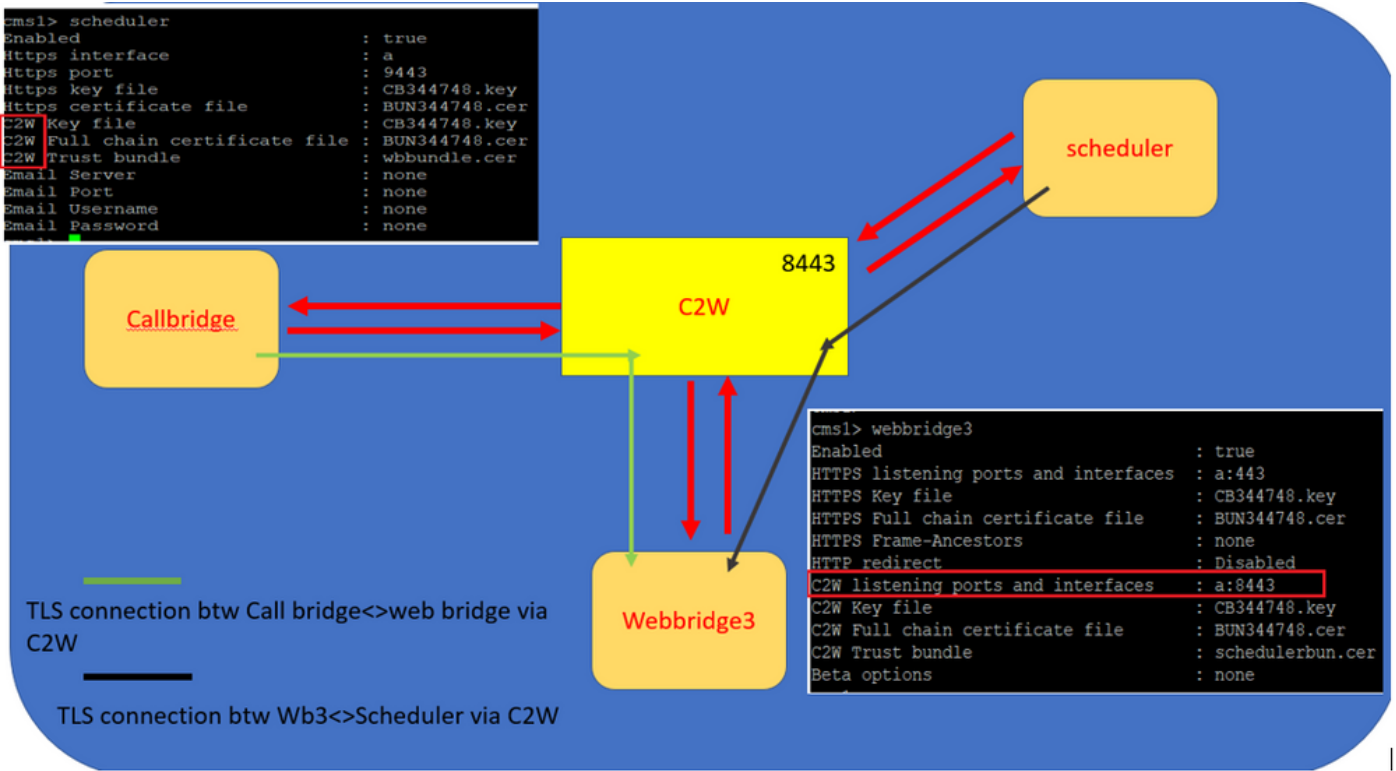 cms1> scheduler
Enabled : true
Https interface : a
Https port : 9443
Https key file : CB344748.key
Https certificate file : BUN344748.cer
C2W Key file : CB344748.key
C2W Full chain certificate file : BUN344748.cer
C2W Trust bundle : wbbundle.cer
Email Server : none
Email Port : none
Email Username : none
Email Password : none
scheduler
8443
C2W
Callbridge
cms1> webbridge3
Enabled : true
HTTPS listening ports and interfaces : a:443
HTTPS Key file : CB344748.key
HTTPS Full chain certificate file : BUN344748.cer
HTTPS Frame-Ancestors : none
HTTP redirect : Disabled
C2W listening ports and interfaces : a:8443
C2W Key file : CB344748.key
C2W Full chain certificate file : BUN344748.cer
C2W Trust bundle : schedulerbun.cer
Beta options : none
Webbridge3
TLS connection btw Call bridge<>web bridge via
C2W
TLS connection btw Wb3<>Scheduler via C2W